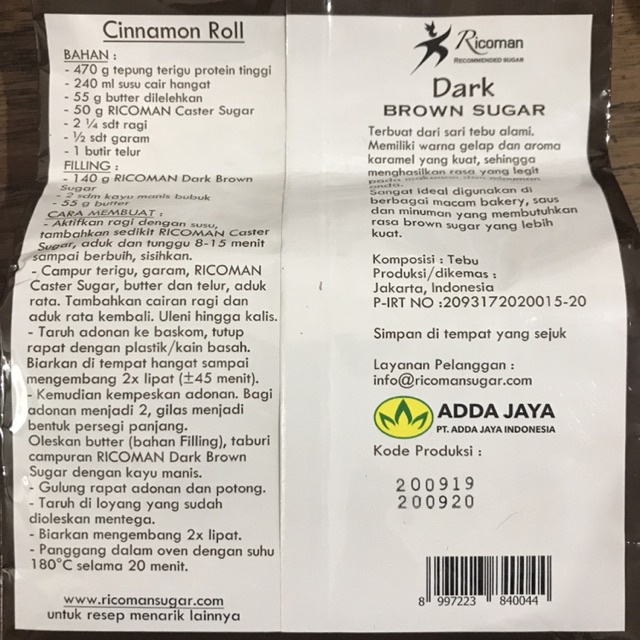 Cinnamon Roll
BAHAN :
- 470 g tepung terigu protein tinggi
- 240 ml susu cair hangat
- 55 g butter dilelehkan
- 50 g RICOMAN Caster Sugar
- 2 ¼ sdt ragi
- ½ sdt garam
- 1 butir telur
FILLING :
- 140 g RICOMAN Dark Brown
Sugar
- 2 sdm kayu manis bubuk
- 55 g butter
CARA MEMBUAT :
- Aktifkan ragi dengan susu,
tambahkan sedikit RICOMAN Caster
Sugar, aduk dan tunggu 8-15 menit
sampai berbuih, sisihkan.
- Campur terigu, garam, RICOMAN
Caster Sugar, butter dan telur, aduk
rata. Tambahkan cairan ragi dan
aduk rata kembali. Uleni hingga kalis.
- Taruh adonan ke baskom, tutup
rapat dengan plastik/kain basah.
Biarkan di tempat hangat sampai
mengembang 2x lipat (±45 menit).
- Kemudian kempeskan adonan. Bagi
adonan menjadi 2, gilas menjadi
bentuk persegi panjang.
Oleskan butter (bahan Filling), taburi
campuran RICOMAN Dark Brown
Sugar dengan kayu manis.
- Gulung rapat adonan dan potong.
- Taruh di loyang yang sudah
dioleskan mentega.
- Biarkan mengembang 2x lipat.
- Panggang dalam oven dengan suhu
180°C selama 20 menit.
www.ricomansugar.com
untuk resep menarik lainnya
Ricoman
RECOMMENDED SUGAR
Dark
BROWN SUGAR
Terbuat dari sari tebu alami.
Memiliki warna gelap dan aroma
karamel yang kuat, sehingga
menghasilkan rasa yang legit
pada makanan dan minuman
anda.
Sangat ideal digunakan di
berbagai macam bakery, saus
dan minuman yang membutuhkan
rasa brown sugar yang lebih
kuat.
Komposisi : Tebu
Produksi/dikemas :
Jakarta, Indonesia
P-IRT NO :2093172020015-20
Simpan di tempat yang sejuk
Layanan Pelanggan :
info@ricomansugar.com
ADDA JAYA
PT. ADDA JAYA INDONESIA
Kode Produksi :
200919
200920
8 997223 840044